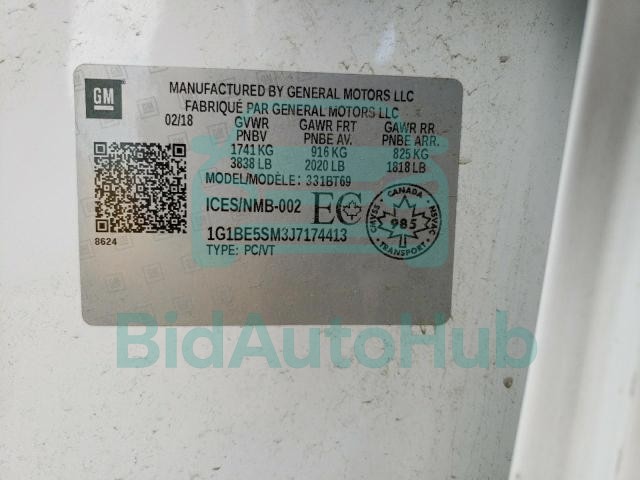 GM
MANUFACTURED BY GENERAL MOTORS LLC
FABRIQUÉ PAR GENERAL MOTORS LLC
02/18 GVWR GAWR FRT GAWR RR
PNBV PNBE AV. PNBE ARR.
1741 KG 916 KG 825 KG
3838 LB 2020 LB 1818 LB
MODEL/MODÈLE: 331BT69
ICES/NMB-002 EC
CANADA
985
CMVSS
NSVAC
1G1BE5SM3J7174413
TYPE: PC/VT
8624
BidAutoHub